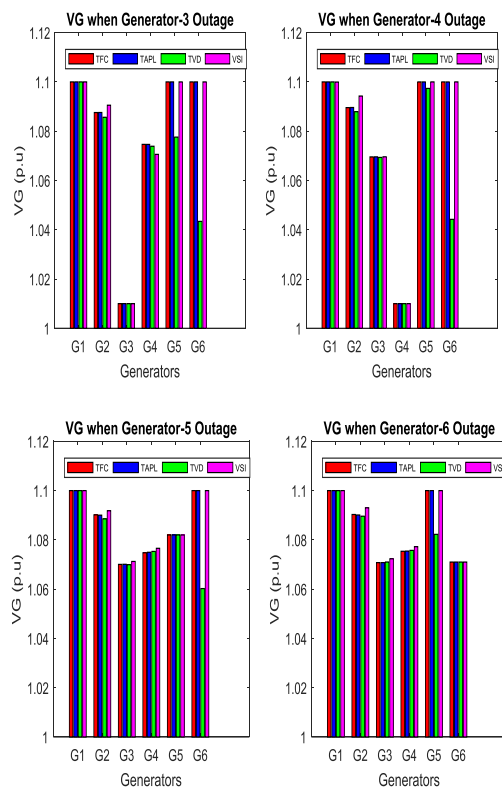 VG when Generator-3 Outage
1.12
TFC TAPL TVD VSI
1.1
1.08
1.06
1.04
1.02
1
VG (p.u)
G1 G2 G3 G4 G5 G6
Generators
VG when Generator-4 Outage
1.12
TFC TAPL TVD VSI
1.1
1.08
1.06
1.04
1.02
1
VG (p.u)
G1 G2 G3 G4 G5 G6
Generators
VG when Generator-5 Outage
1.12
TFC TAPL TVD VSI
1.1
1.08
1.06
1.04
1.02
1
VG (p.u)
G1 G2 G3 G4 G5 G6
Generators
VG when Generator-6 Outage
1.12
TFC TAPL TVD VS
1.1
1.08
1.06
1.04
1.02
1
VG (p.u)
G1 G2 G3 G4 G5 G6
Generators